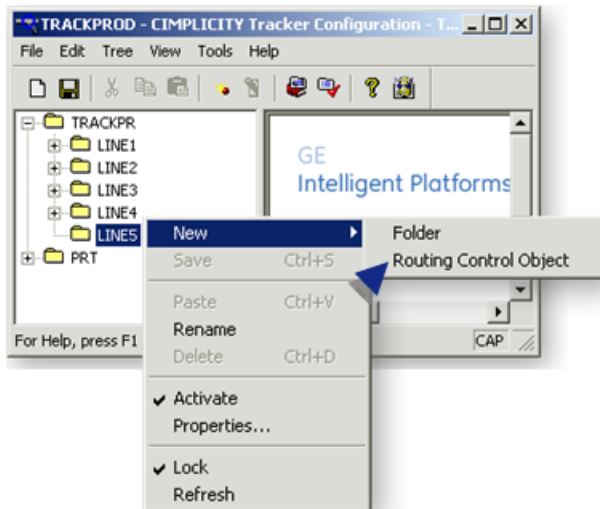 TRACKPROD - CIMPLICITY Tracker Configuration - T...
File Edit Tree View Tools Help
TRACKPR
LINE1
LINE2
LINE3
LINE4
LINE5
PRT
GE
Intelligent Platforms
New
Folder
Save Ctrl+S
Routing Control Object
Paste Ctrl+V
Rename
Delete Ctrl+D
Activate
Properties...
Lock
Refresh
For Help, press F1
CAP